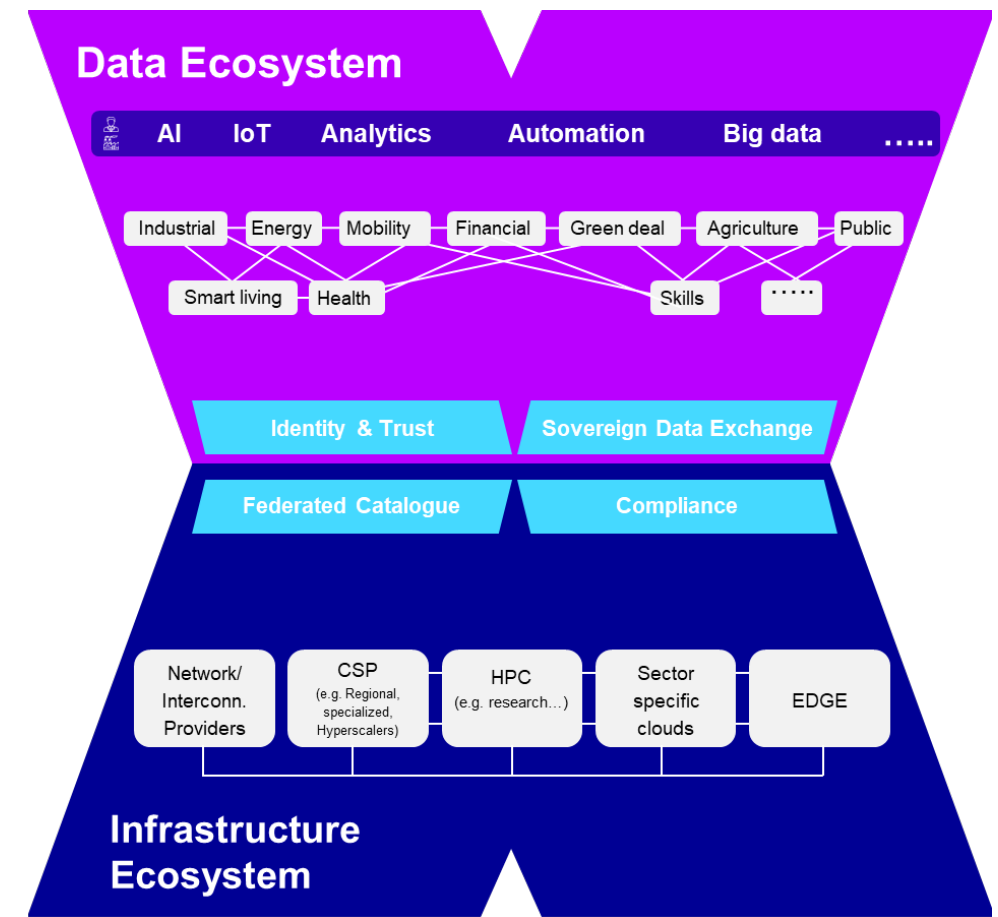 Data Ecosystem
AI IoT Analytics Automation Big data .....
Industrial Energy Mobility Financial Green deal Agriculture Public
Smart living Health Skills .....
Identity & Trust Sovereign Data Exchange
Federated Catalogue Compliance
Network/
Interconn.
Providers
CSP
(e.g. Regional,
specialized,
Hyperscalers)
HPC
(e.g. research...)
Sector
specific
clouds
EDGE
Infrastructure
Ecosystem